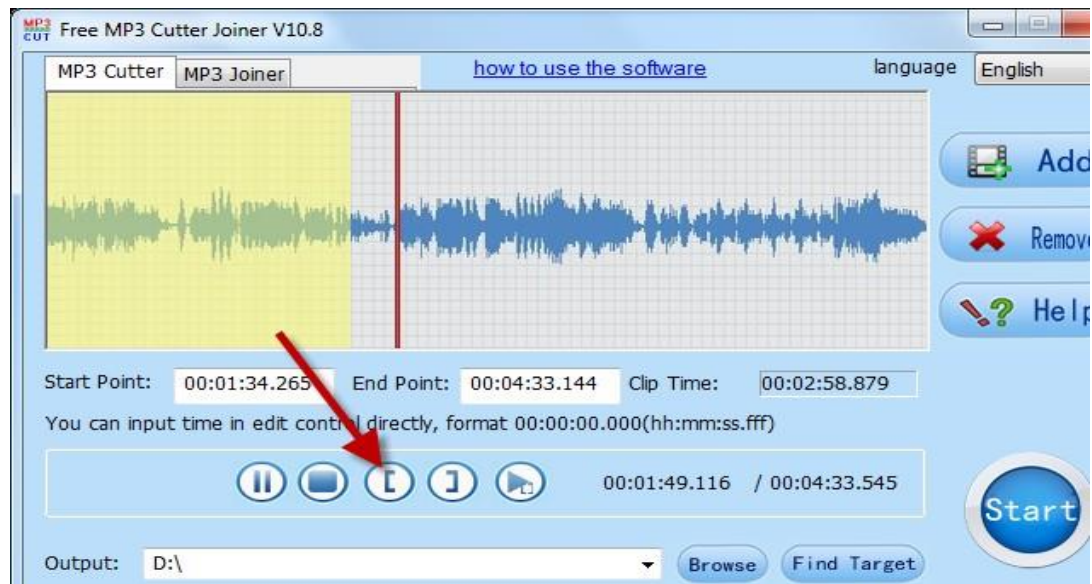 MP3
CUT
Free MP3 Cutter Joiner V10.8
MP3 Cutter MP3 Joiner how to use the software language English
Add
Remove
Help
Start Point: 00:01:34.265 End Point: 00:04:33.144 Clip Time: 00:02:58.879
You can input time in edit control directly, format 00:00:00.000(hh:mm:ss.fff)
[ ] 00:01:49.116 / 00:04:33.545
Start
Output: D:\ Browse Find Target